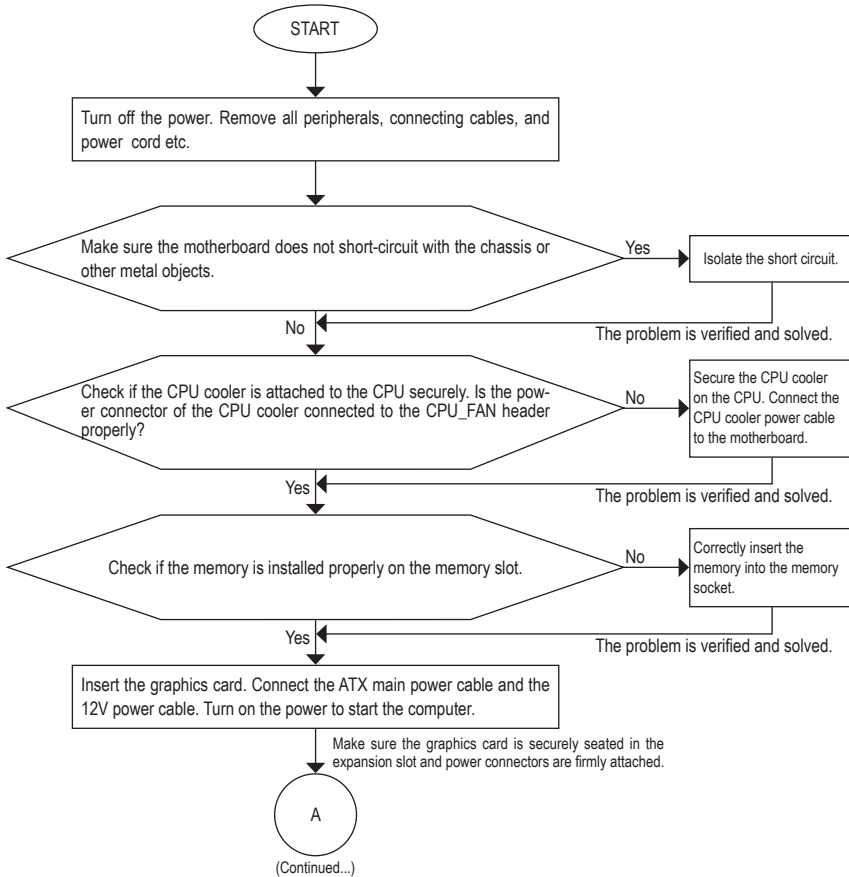 START
Turn off the power. Remove all peripherals, connecting cables, and
power cord etc.
Make sure the motherboard does not short-circuit with the chassis or
other metal objects.
Yes
Isolate the short circuit.
No
The problem is verified and solved.
Check if the CPU cooler is attached to the CPU securely. Is the pow-
er connector of the CPU cooler connected to the CPU_FAN header
properly?
No
Secure the CPU cooler
on the CPU. Connect the
CPU cooler power cable
to the motherboard.
Yes
The problem is verified and solved.
Check if the memory is installed properly on the memory slot.
No
Correctly insert the
memory into the memory
socket.
Yes
The problem is verified and solved.
Insert the graphics card. Connect the ATX main power cable and the
12V power cable. Turn on the power to start the computer.
Make sure the graphics card is securely seated in the
expansion slot and power connectors are firmly attached.
A
(Continued...)